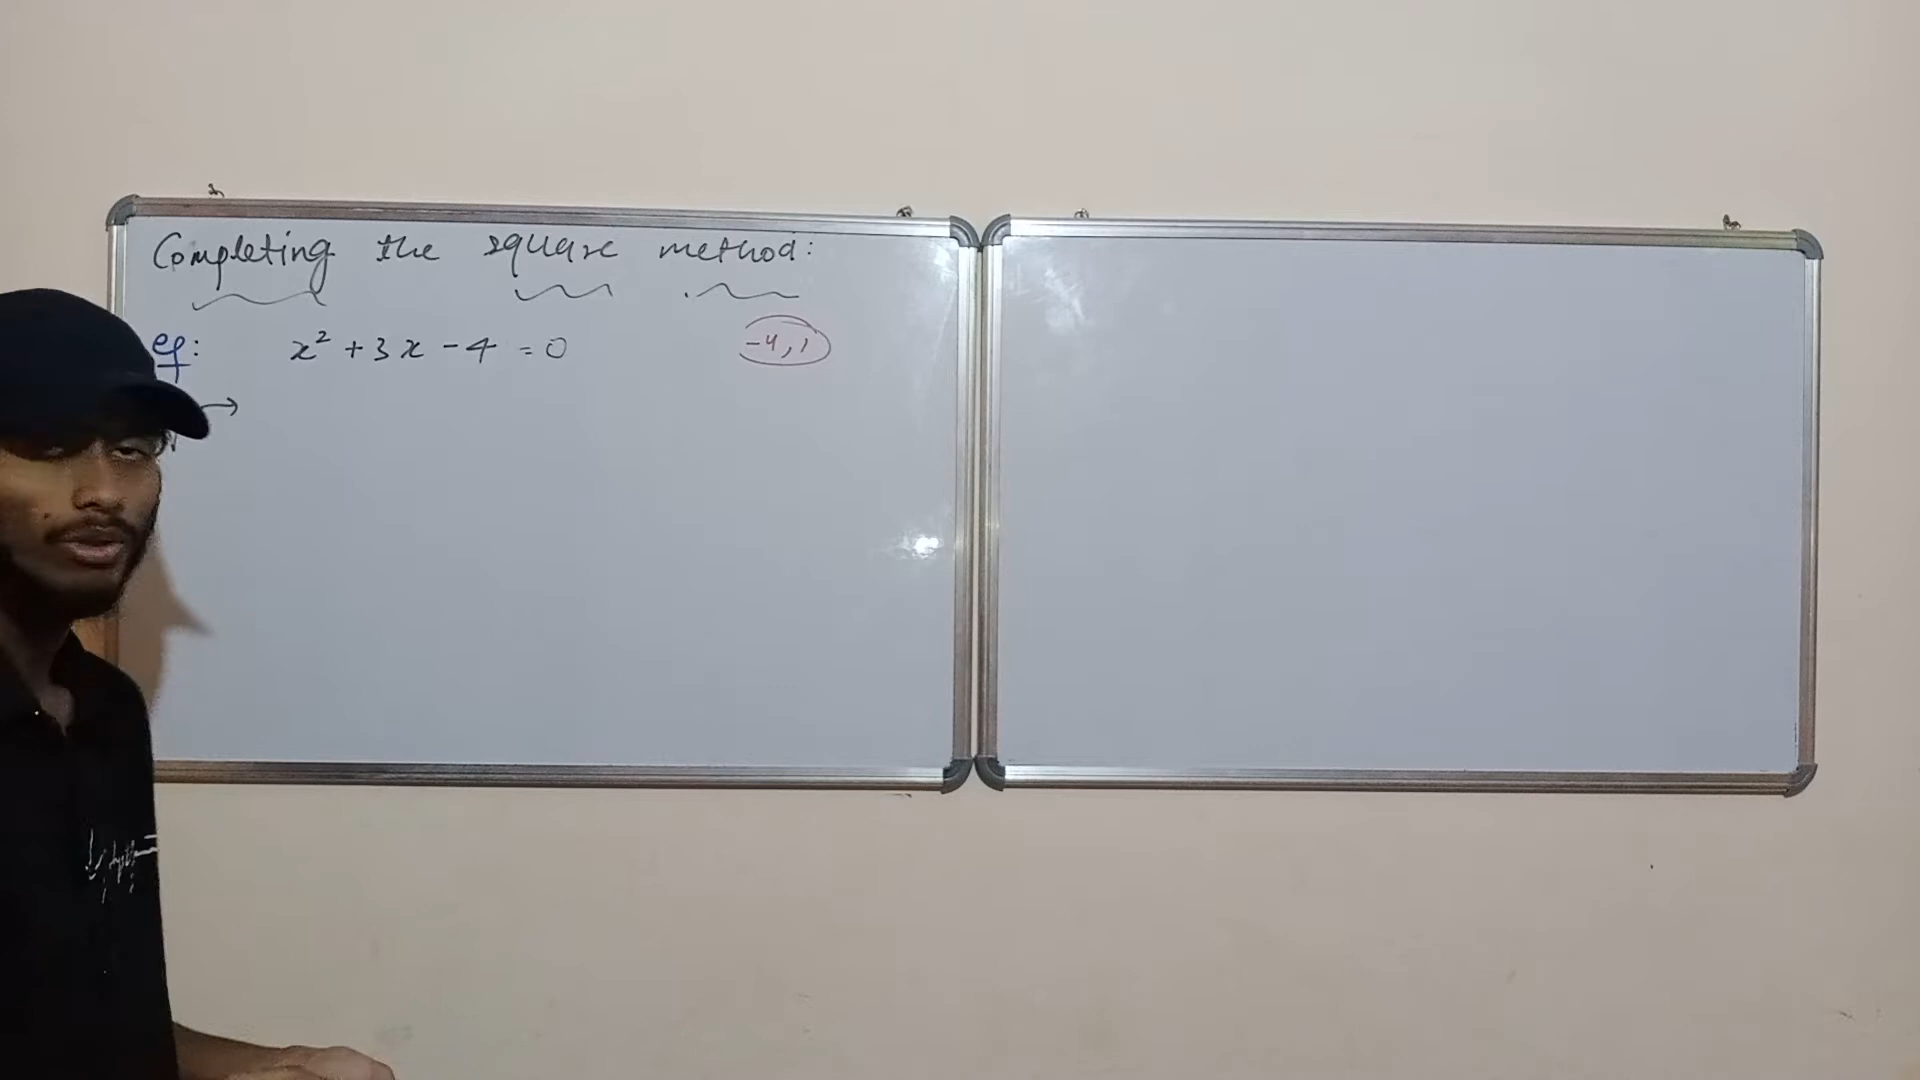 Completing the square method:
eg: x² + 3x - 4 = 0 -4, 1
→